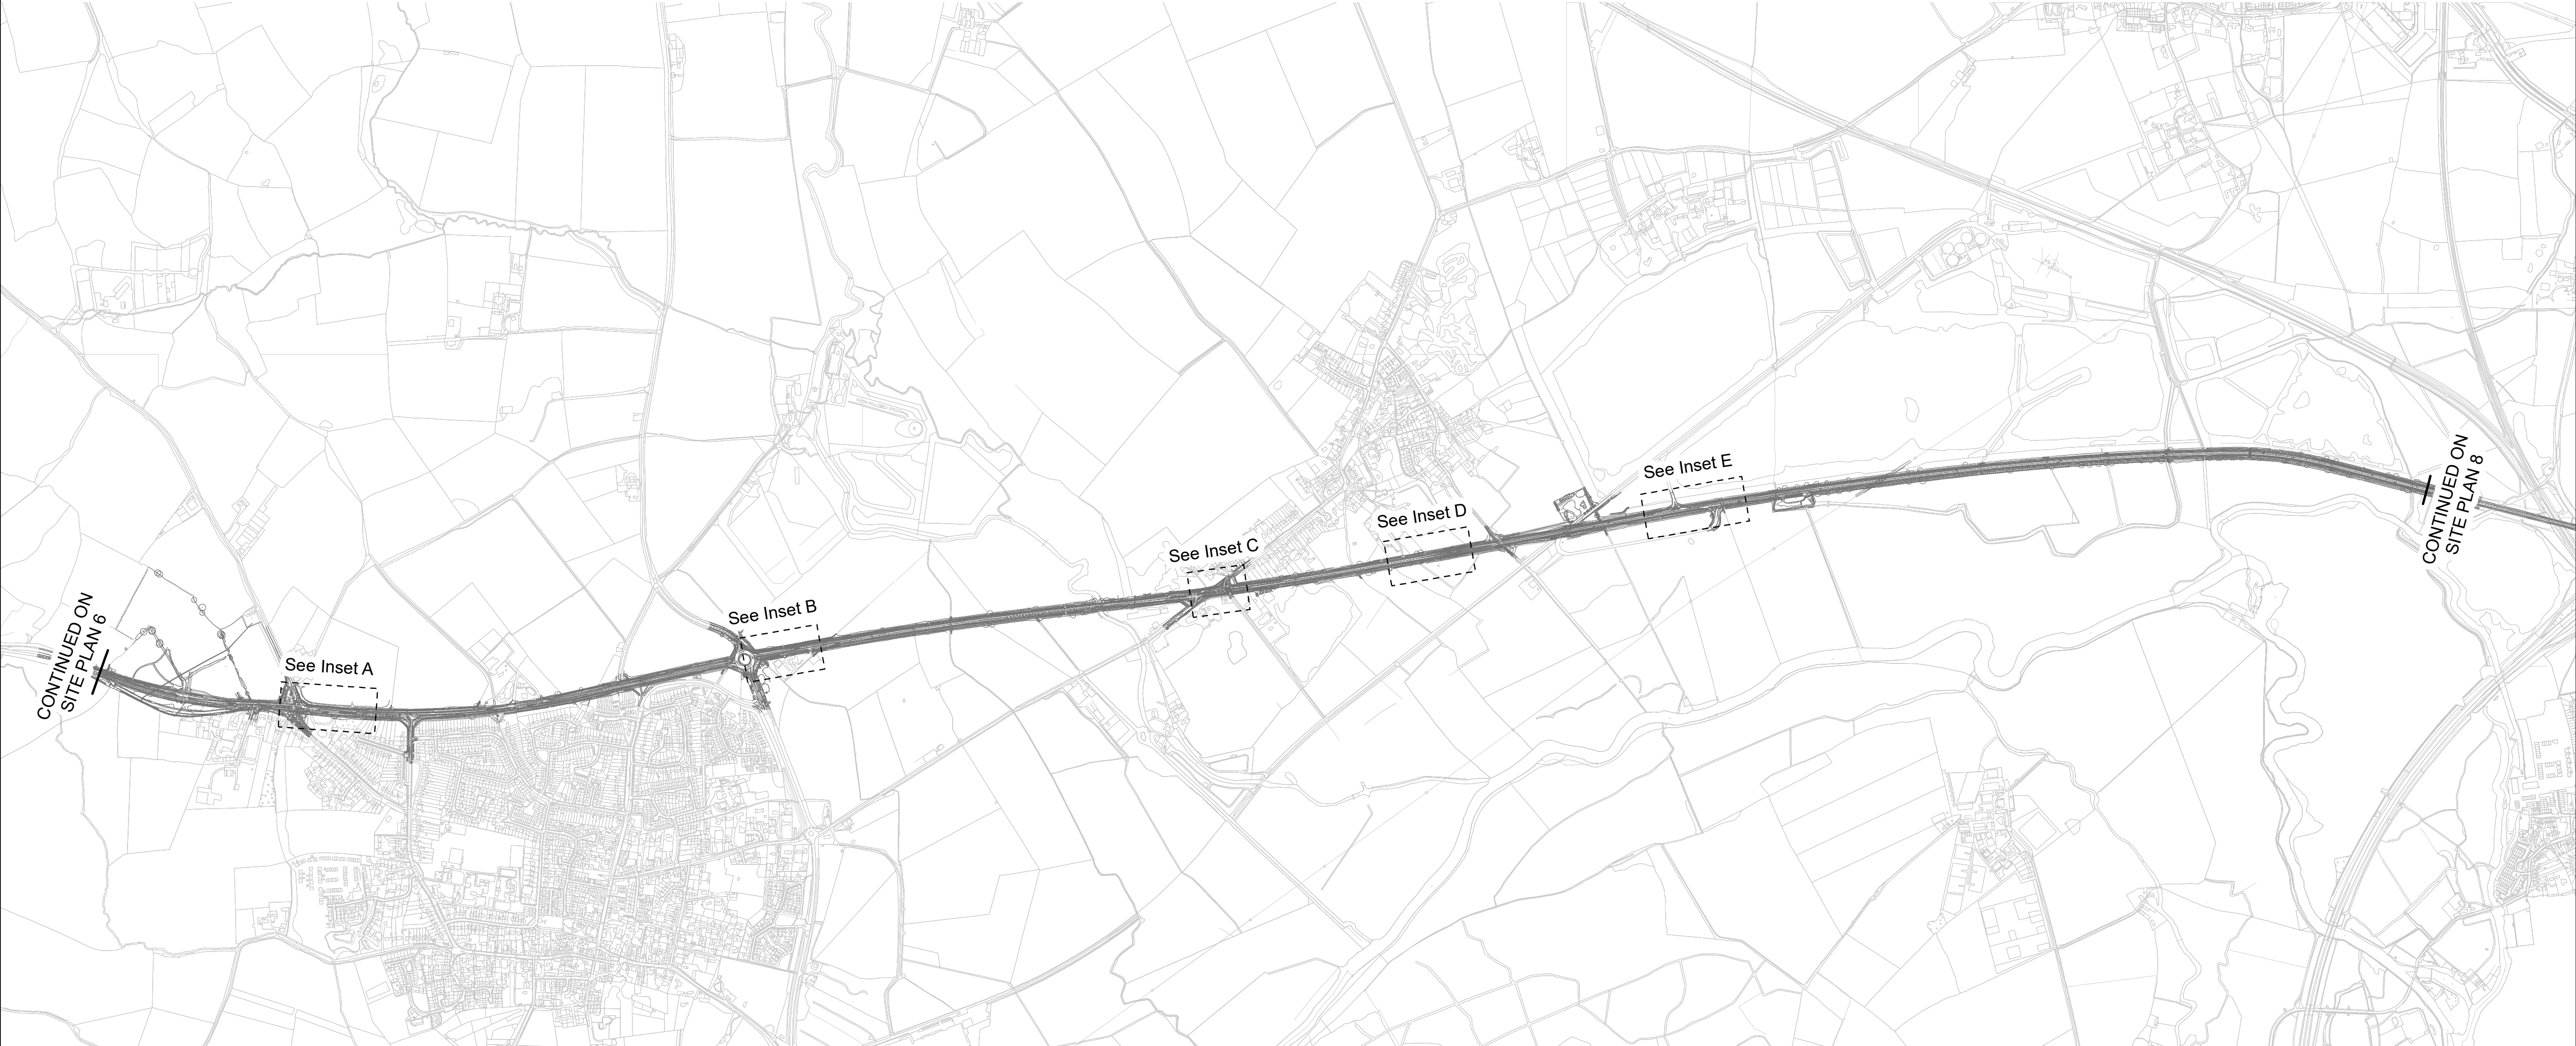 CONTINUED ON
SITE PLAN 6
See Inset A
See Inset B
See Inset C
See Inset D
See Inset E
CONTINUED ON
SITE PLAN 8